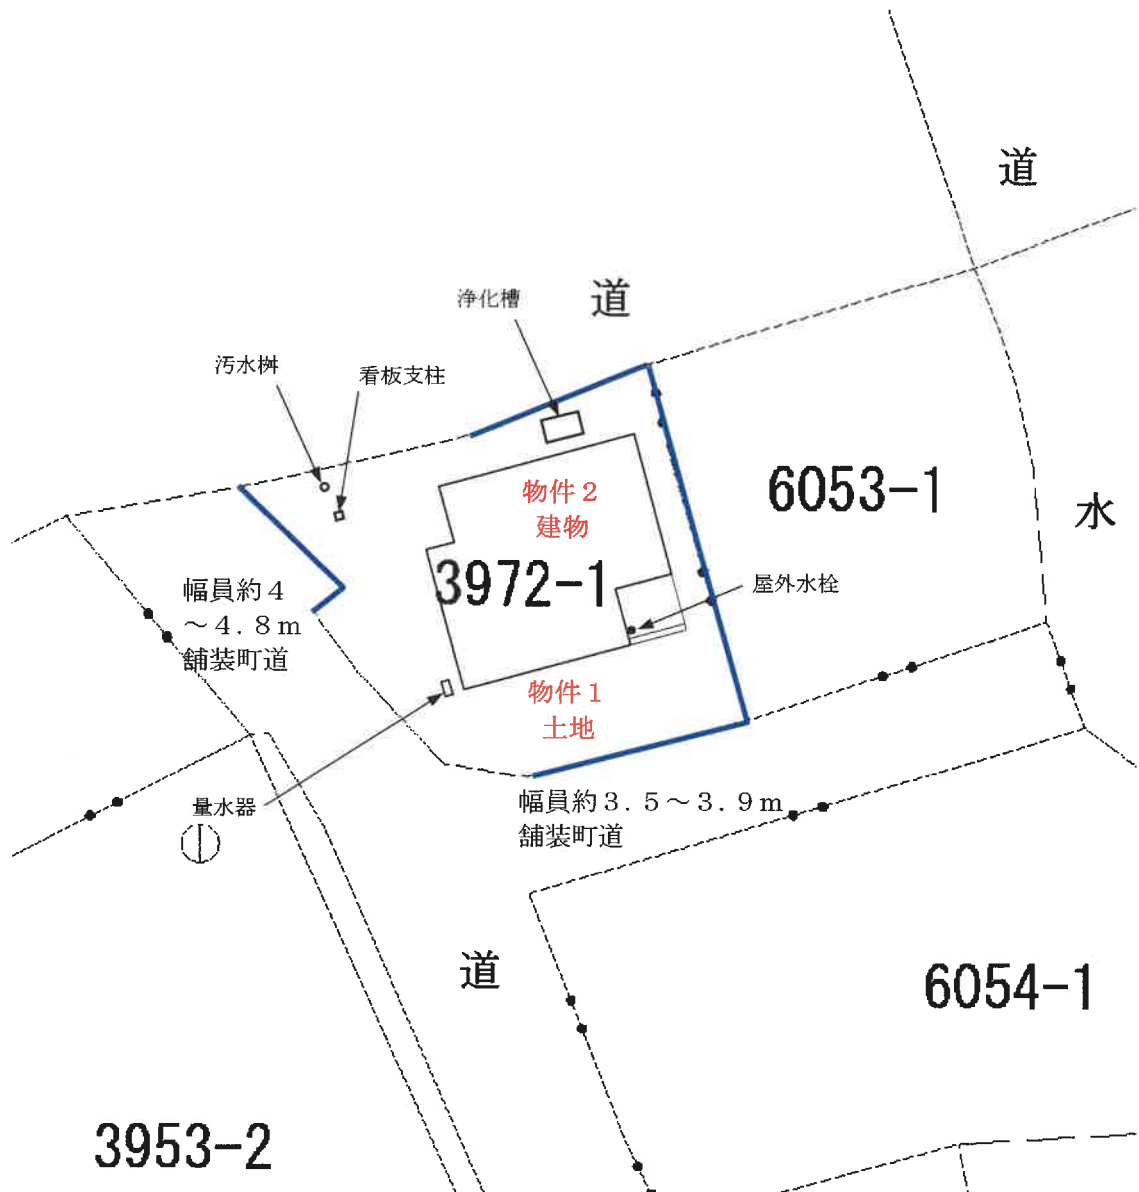 道
道
浄化槽
汚水桝
看板支柱
物件２
建物
6053-1
水
3972-1
幅員約４
～４.８ｍ
舗装町道
屋外水栓
物件１
土地
量水器
幅員約３.５～３.９ｍ
舗装町道
道
6054-1
3953-2